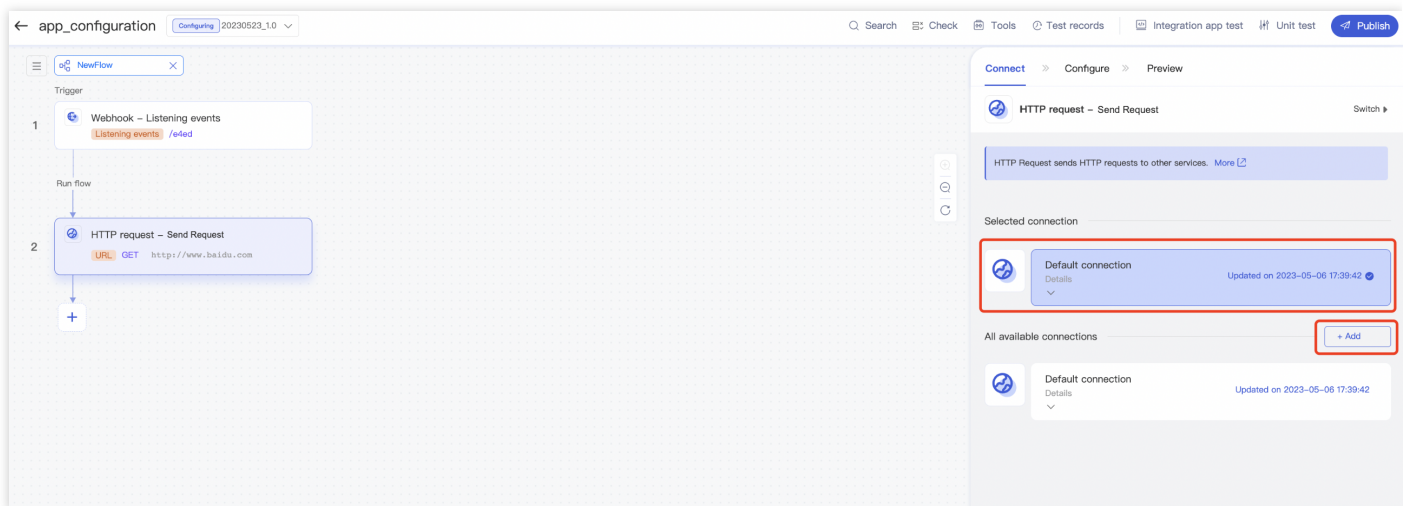 app_configuration Configuring 20230523_1.0
Search Check Tools Test records Integration app test Unit test Publish
NewFlow
Trigger
1
Webhook – Listening events
Listening events /e4ed
Run flow
2
HTTP request – Send Request
URL GET http://www.baidu.com
+
Connect Configure Preview
HTTP request – Send Request Switch
HTTP Request sends HTTP requests to other services. More
Selected connection
Default connection
Details
Updated on 2023-05-06 17:39:42
All available connections + Add
Default connection
Details
Updated on 2023-05-06 17:39:42